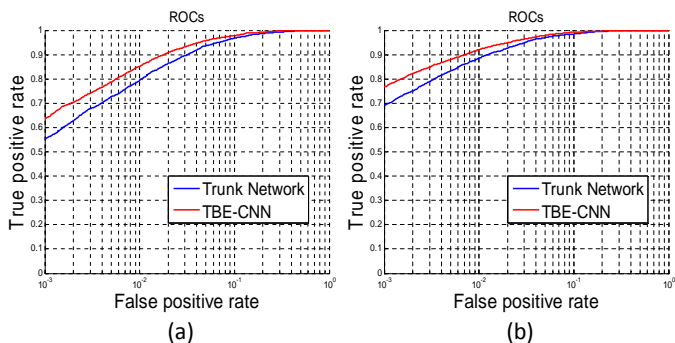 ROCs
True positive rate
1
0.9
0.8
0.7
0.6
0.5
0.4
0.3
0.2
0.1
0
Trunk Network
TBE-CNN
10^-3
10^-2
10^-1
10^0
False positive rate
(a)
ROCs
True positive rate
1
0.9
0.8
0.7
0.6
0.5
0.4
0.3
0.2
0.1
0
Trunk Network
TBE-CNN
10^-3
10^-2
10^-1
10^0
False positive rate
(b)